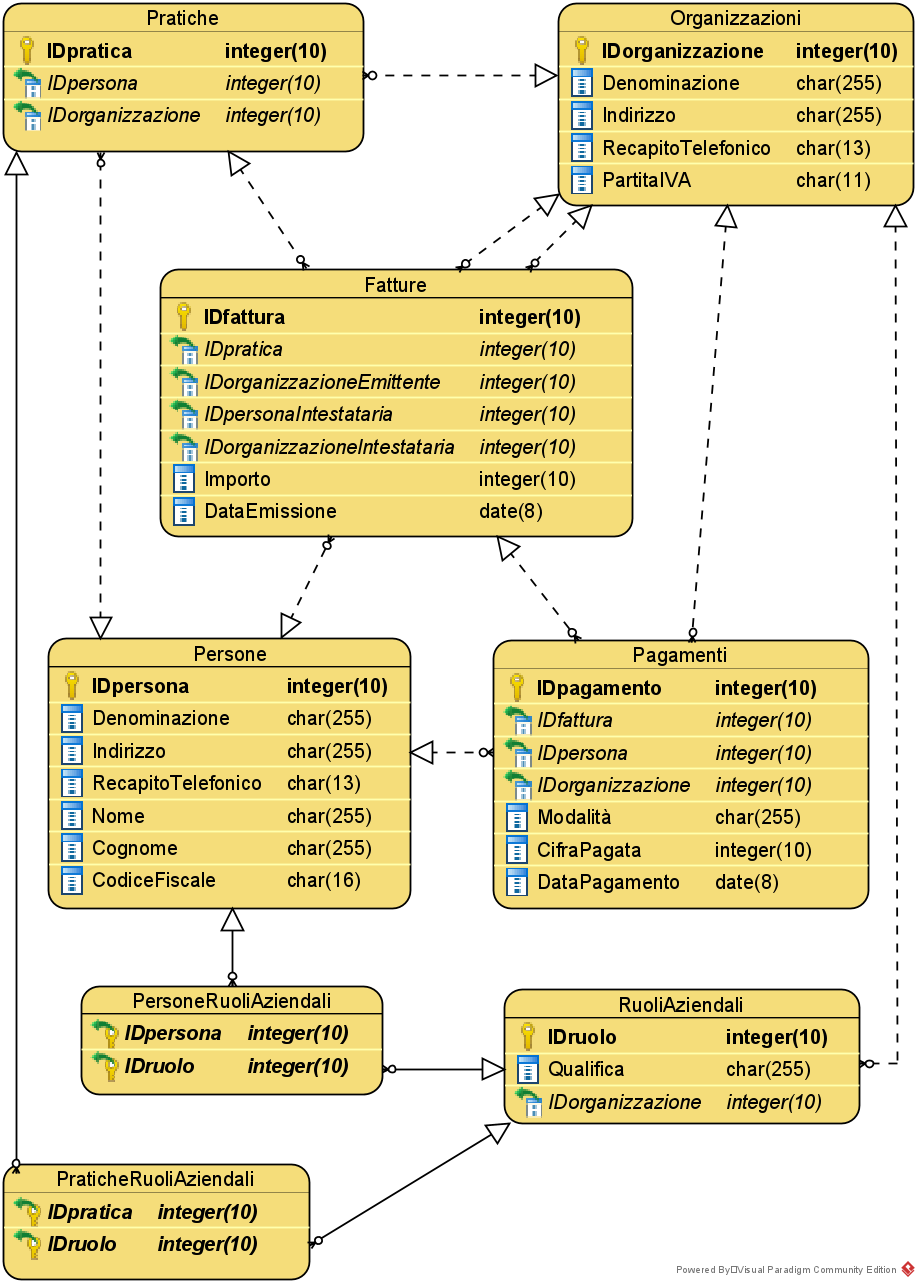 Pratiche
IDpratica integer(10)
IDpersona integer(10)
IDorganizzazione integer(10)
Organizzazioni
IDorganizzazione integer(10)
Denominazione char(255)
Indirizzo char(255)
RecapitoTelefonico char(13)
PartitaIVA char(11)
Fatture
IDfattura integer(10)
IDpratica integer(10)
IDorganizzazioneEmittente integer(10)
IDpersonaIntestataria integer(10)
IDorganizzazioneIntestataria integer(10)
Importo integer(10)
DataEmissione date(8)
Persone
IDpersona integer(10)
Denominazione char(255)
Indirizzo char(255)
RecapitoTelefonico char(13)
Nome char(255)
Cognome char(255)
CodiceFiscale char(16)
Pagamenti
IDpagamento integer(10)
IDfattura integer(10)
IDpersona integer(10)
IDorganizzazione integer(10)
Modalità char(255)
CifraPagata integer(10)
DataPagamento date(8)
PersoneRuoliAziendali
IDpersona integer(10)
IDruolo integer(10)
RuoliAziendali
IDruolo integer(10)
Qualifica char(255)
IDorganizzazione integer(10)
PraticheRuoliAziendali
IDpratica integer(10)
IDruolo integer(10)
Powered By□Visual Paradigm Community Edition